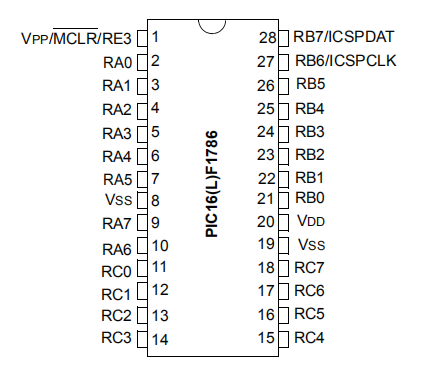 VPP/MCLR/RE3 1 28 RB7/ICSPDAT
RA0 2 27 RB6/ICSPCLK
RA1 3 26 RB5
RA2 4 25 RB4
RA3 5 24 RB3
RA4 6 23 RB2
RA5 7 22 RB1
VSS 8 21 RB0
RA7 9 20 VDD
RA6 10 19 VSS
RC0 11 18 RC7
RC1 12 17 RC6
RC2 13 16 RC5
RC3 14 15 RC4
PIC16(L)F1786